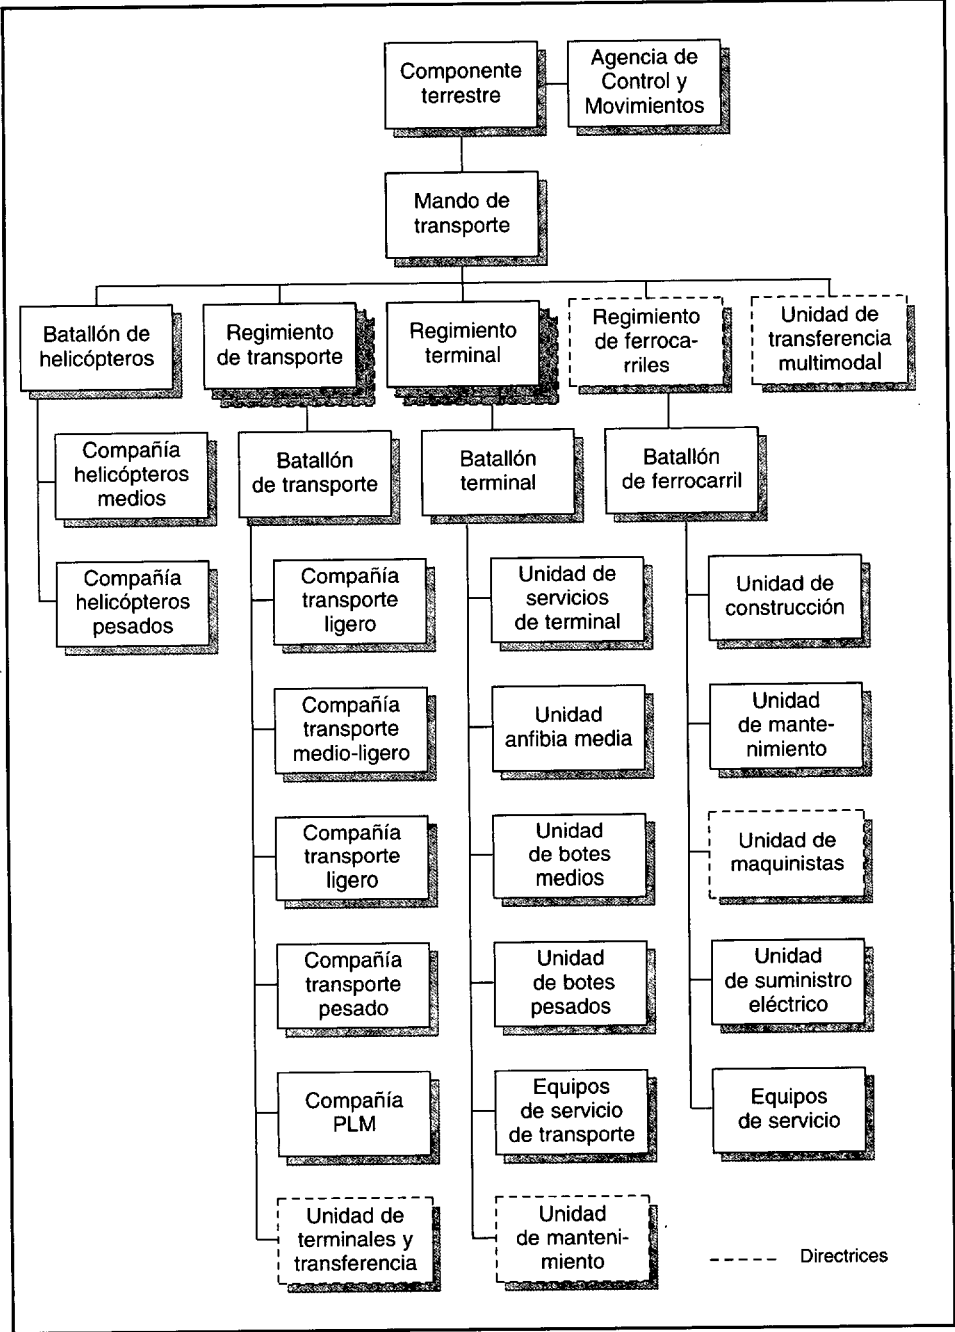 Componente
terrestre
Agencia de
Control y
Movimientos
Mando de
transporte
Batallón de
helicópteros
Regimiento
de transporte
Regimiento
terminal
Regimiento
de ferroca-
rriles
Unidad de
transferencia
multimodal
Compañía
helicópteros
medios
Compañía
helicópteros
pesados
Batallón
de transporte
Compañía
transporte
ligero
Compañía
transporte
medio-ligero
Compañía
transporte
ligero
Compañía
transporte
pesado
Compañía
PLM
Unidad de
terminales y
transferencia
Batallón
terminal
Unidad de
servicios
de terminal
Unidad
anfibia media
Unidad
de botes
medios
Unidad
de botes
pesados
Equipos
de servicio
de transporte
Unidad
de manteni-
miento
Batallón
de ferrocarril
Unidad de
construcción
Unidad
de mante-
nimiento
Unidad de
maquinistas
Unidad
de suministro
eléctrico
Equipos
de servicio
Directrices